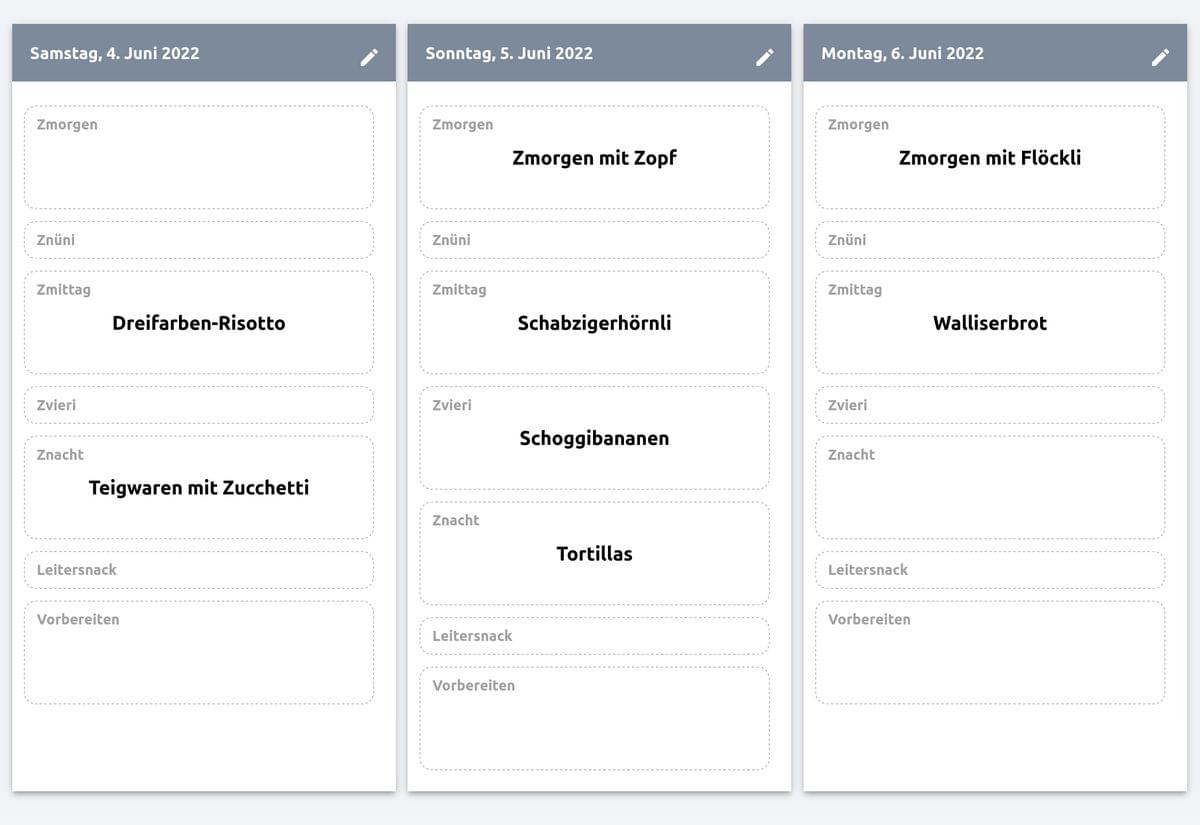 Samstag, 4. Juni 2022
Zmorgen
Znüni
Zmittag
Dreifarben-Risotto
Zvieri
Znacht
Teigwaren mit Zucchetti
Leitersnack
Vorbereiten
Sonntag, 5. Juni 2022
Zmorgen
Zmorgen mit Zopf
Znüni
Zmittag
Schabzigerhörnli
Zvieri
Schoggibananen
Znacht
Tortillas
Leitersnack
Vorbereiten
Montag, 6. Juni 2022
Zmorgen
Zmorgen mit Flöckli
Znüni
Zmittag
Walliserbrot
Zvieri
Znacht
Leitersnack
Vorbereiten